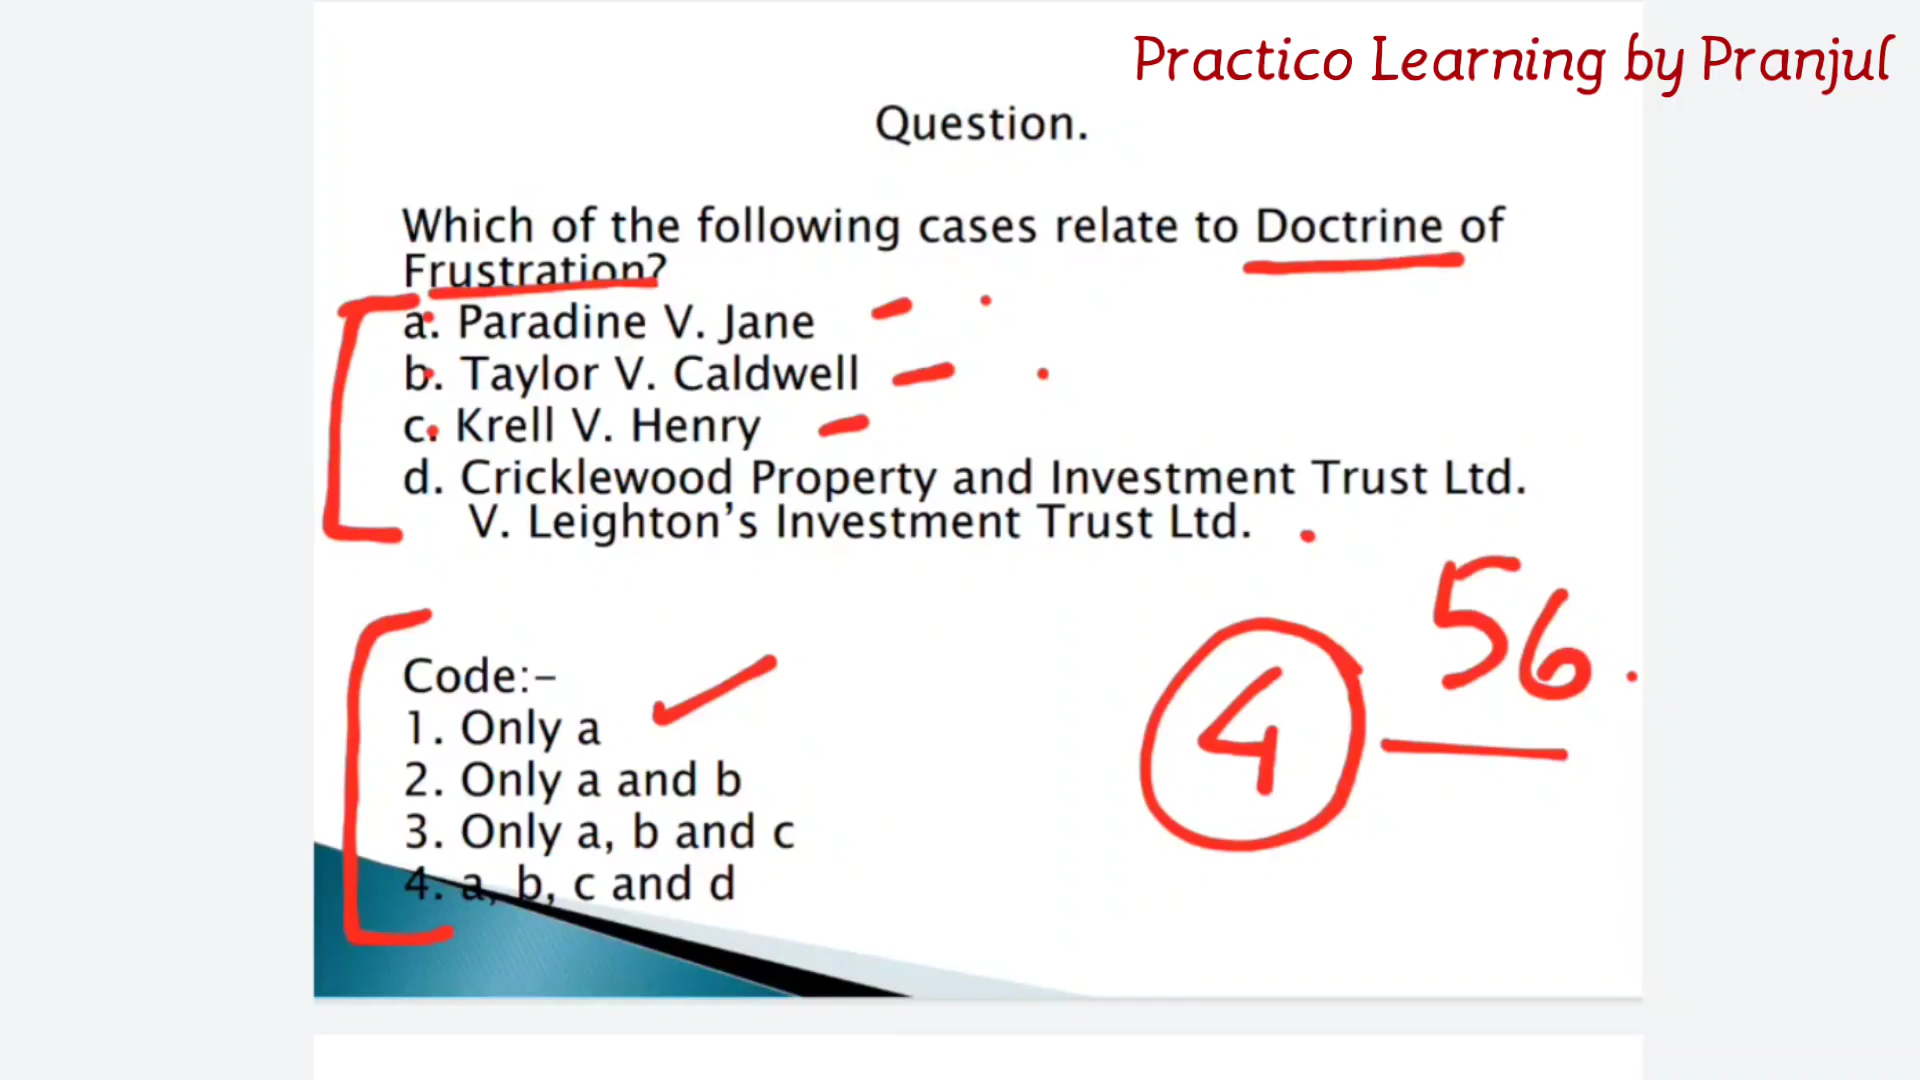 Practico Learning by Pranjul
Question.
Which of the following cases relate to Doctrine of
Frustration?
a. Paradine V. Jane
b. Taylor V. Caldwell
c. Krell V. Henry
d. Cricklewood Property and Investment Trust Ltd.
V. Leighton’s Investment Trust Ltd.
56.
4
Code:-
1. Only a
2. Only a and b
3. Only a, b and c
4. a, b, c and d